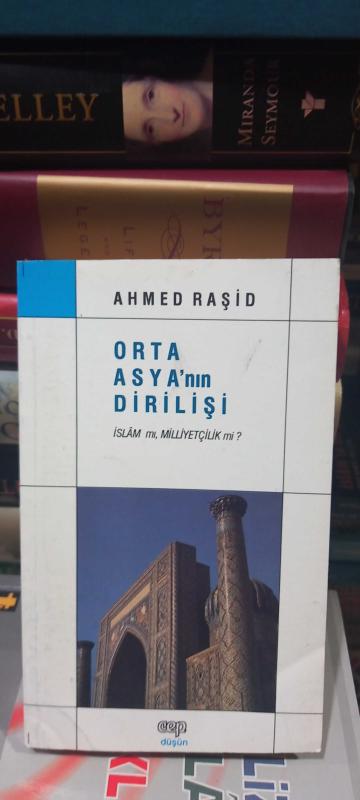 ELLEY
MIRANDA
SEYMOUR
AHMED RAŞİD
ORTA
ASYA'nın
DİRİLİŞİ
İSLÂM mı, MİLLİYETÇİLİK mi?
cep
düşün